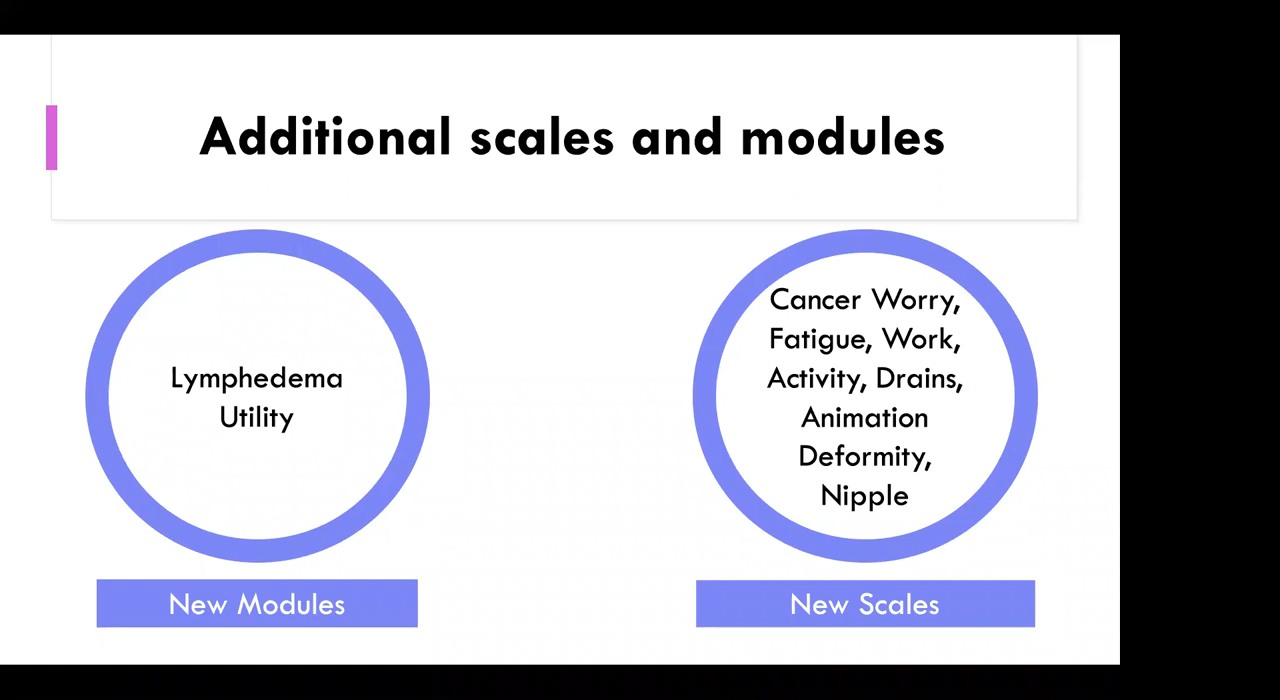 Additional scales and modules
Lymphedema
Utility
New Modules
Cancer Worry,
Fatigue, Work,
Activity, Drains,
Animation
Deformity,
Nipple
New Scales